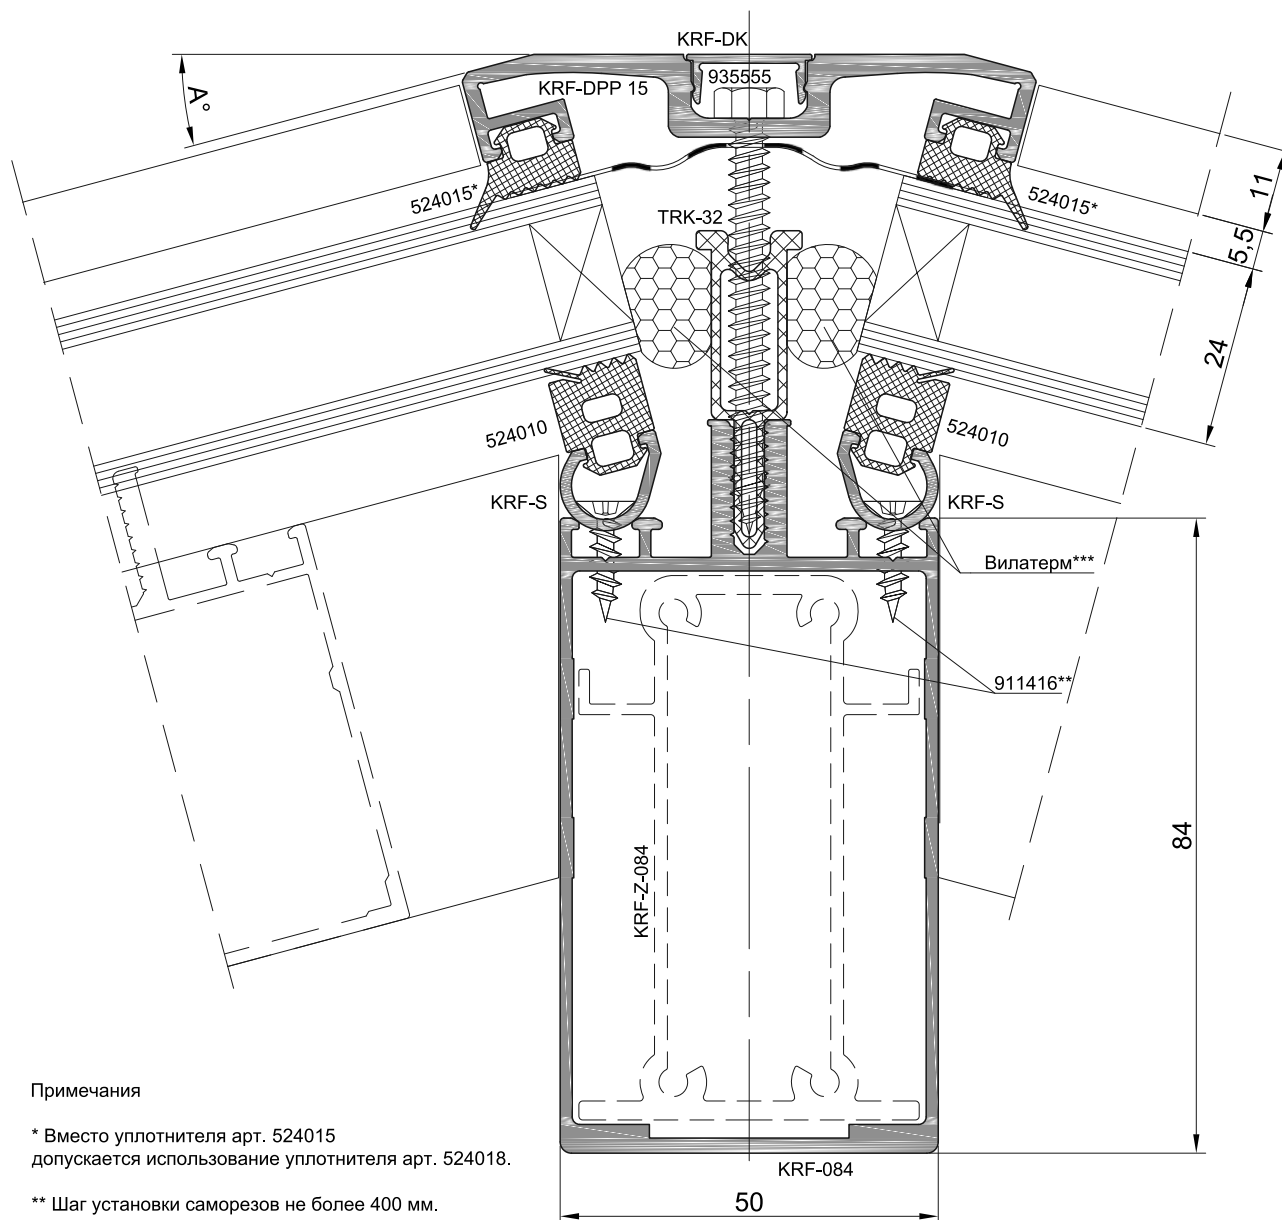 KRF-DK
935555
KRF-DPP 15
A°
524015*
524015*
11
5,5
TRK-32
24
524010
524010
KRF-S
KRF-S
Вилатерм***
911416**
84
KRF-Z-084
KRF-084
50
Примечания
* Вместо уплотнителя арт. 524015
допускается использование уплотнителя арт. 524018.
** Шаг установки саморезов не более 400 мм.